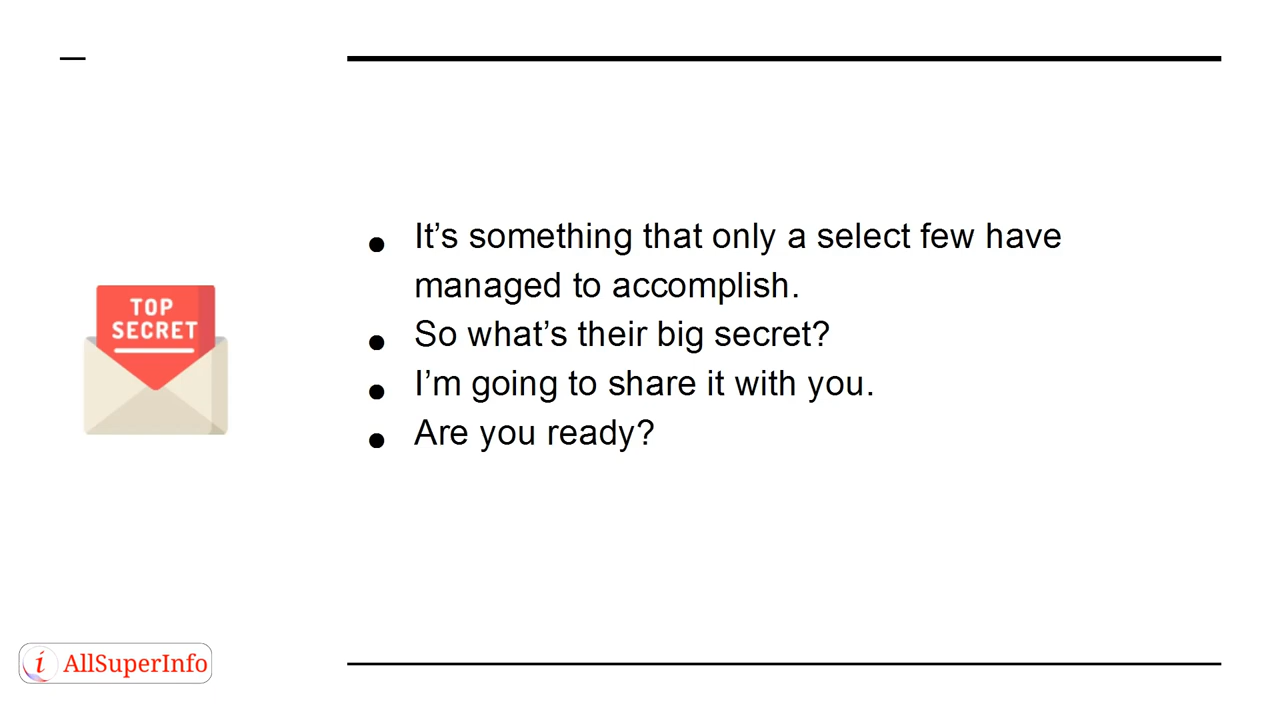 It’s something that only a select few have
managed to accomplish.
So what’s their big secret?
I’m going to share it with you.
Are you ready?
TOP
SECRET
i AllSuperInfo